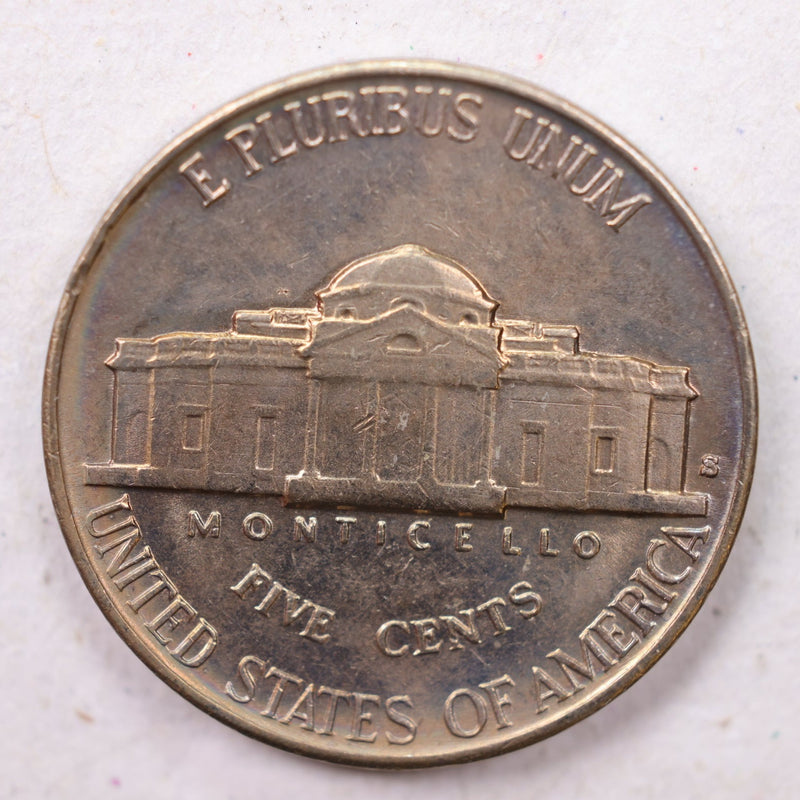 E PLURIBUS UNUM
S
MONTICELLO
FIVE CENTS
UNITED STATES OF AMERICA